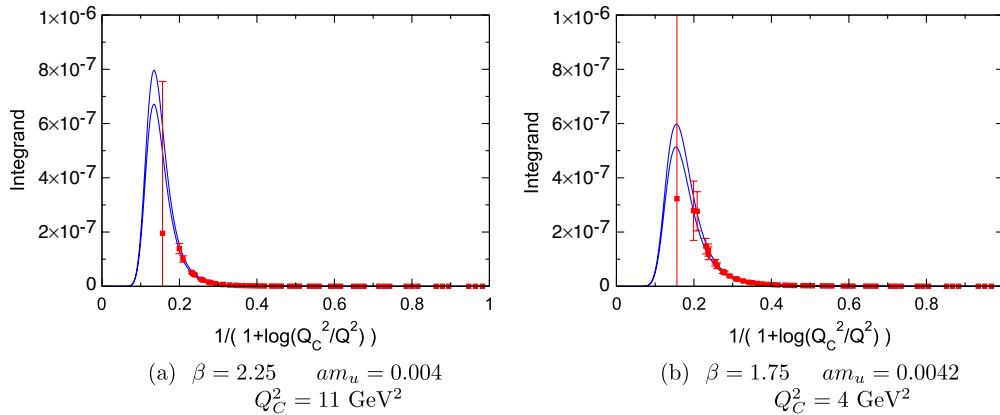 1×10^-6
8×10^-7
6×10^-7
4×10^-7
2×10^-7
0
Integrand
0 0.2 0.4 0.6 0.8 1
1/( 1+log(Q_C^2/Q^2) )
(a) β = 2.25 am_u = 0.004
Q_C^2 = 11 GeV^2
1×10^-6
8×10^-7
6×10^-7
4×10^-7
2×10^-7
0
Integrand
0 0.2 0.4 0.6 0.8
1/( 1+log(Q_C^2/Q^2) )
(b) β = 1.75 am_u = 0.0042
Q_C^2 = 4 GeV^2